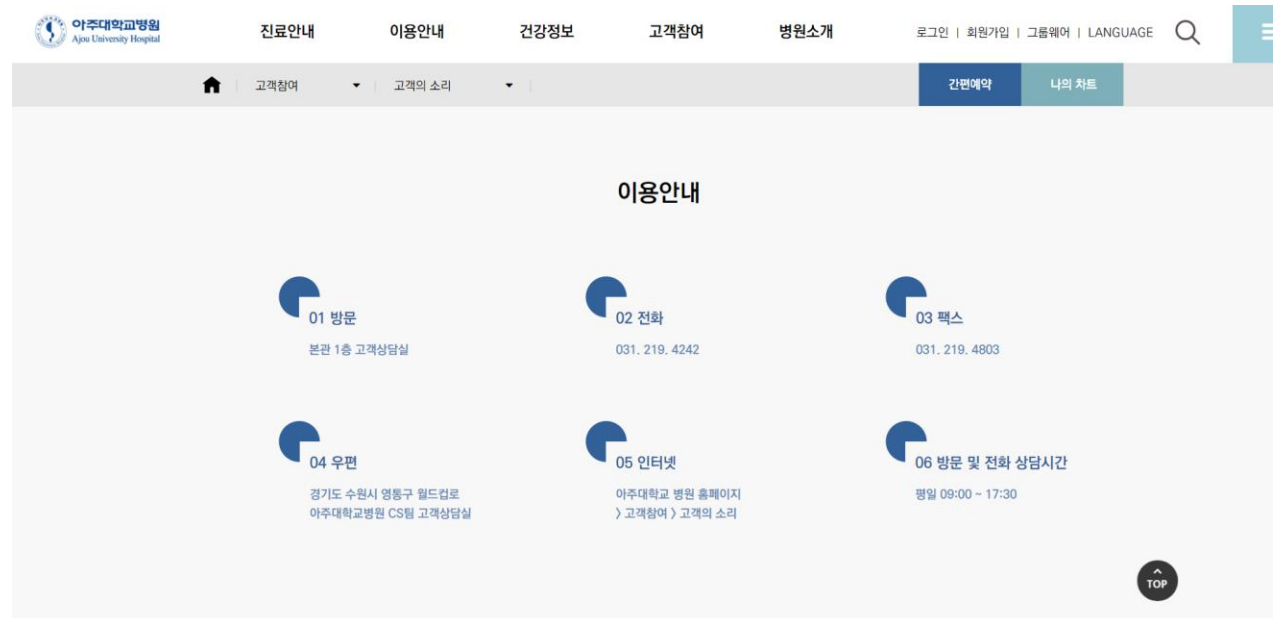 아주대학교병원
Ajou University Hospital
진료안내
이용안내
건강정보
고객참여
병원소개
로그인 | 회원가입 | 그룹웨어 | LANGUAGE
고객참여
고객의 소리
간편예약
나의 차트
이용안내
01 방문
본관 1층 고객상담실
02 전화
031. 219. 4242
03 팩스
031. 219. 4803
04 우편
경기도 수원시 영통구 월드컵로
아주대학교병원 CS팀 고객상담실
05 인터넷
아주대학교 병원 홈페이지
> 고객참여 > 고객의 소리
06 방문 및 전화 상담시간
평일 09:00 ~ 17:30
TOP